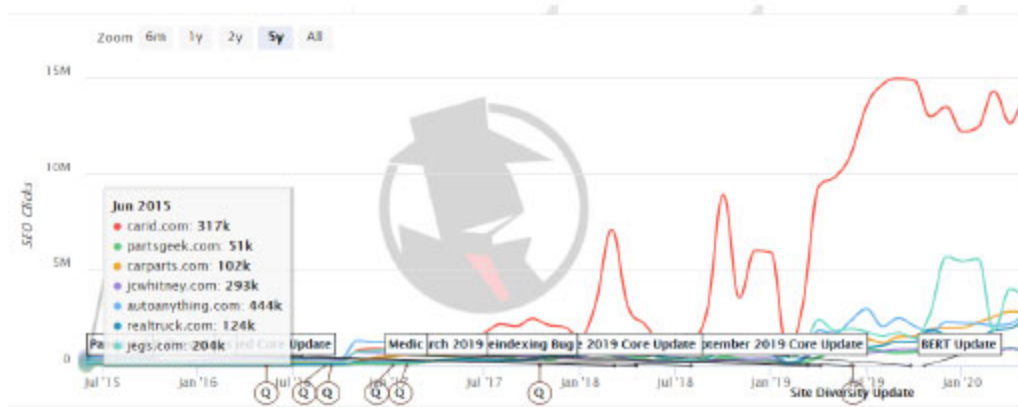 Zoom 6m 1y 2y 5y All
15M
10M
SEO Clicks
5M
0
Jun 2015
carid.com: 317k
partsgeek.com: 51k
carparts.com: 102k
jcwhitney.com: 293k
autoanything.com: 444k
realtruck.com: 124k
jegs.com: 204k
Core Update Medic rch 2019 eindexing Bug e 2019 Core Update ptember 2019 Core Update BERT Update
Jul '15 Jan '16 Jul '17 Jan '18 Jul '18 Jan '19 Jan '20
Q Q Q Q Q Q
Site Diversity Update